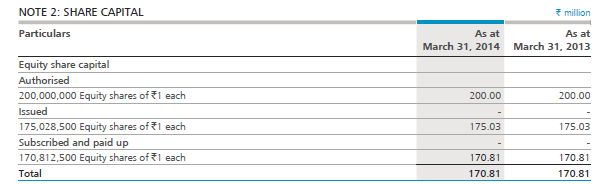 NOTE 2: SHARE CAPITAL ₹ million
Particulars As at As at
March 31, 2014 March 31, 2013
Equity share capital
Authorised
200,000,000 Equity shares of ₹1 each 200.00 200.00
Issued - -
175,028,500 Equity shares of ₹1 each 175.03 175.03
Subscribed and paid up - -
170,812,500 Equity shares of ₹1 each 170.81 170.81
Total 170.81 170.81